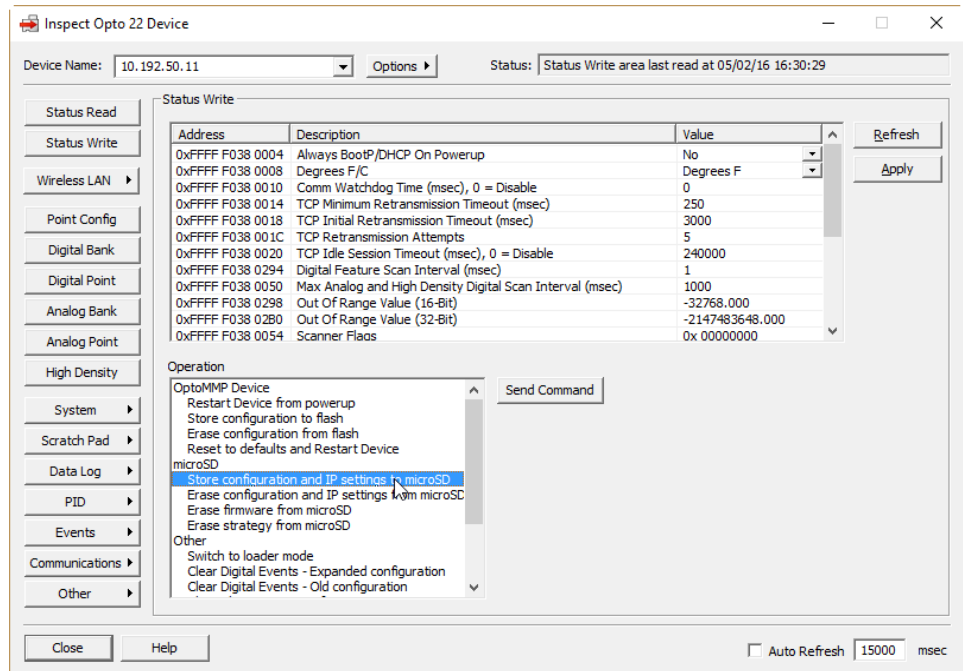 Inspect Opto 22 Device
Device Name: 10.192.50.11 Options Status: Status Write area last read at 05/02/16 16:30:29
Status Read
Status Write
Wireless LAN
Point Config
Digital Bank
Digital Point
Analog Bank
Analog Point
High Density
System
Scratch Pad
Data Log
PID
Events
Communications
Other
Status Write
Address Description Value
0xFFFF F038 0004 Always BootP/DHCP On Powerup No
0xFFFF F038 0008 Degrees F/C Degrees F
0xFFFF F038 0010 Comm Watchdog Time (msec), 0 = Disable 0
0xFFFF F038 0014 TCP Minimum Retransmission Timeout (msec) 250
0xFFFF F038 0018 TCP Initial Retransmission Timeout (msec) 3000
0xFFFF F038 001C TCP Retransmission Attempts 5
0xFFFF F038 0020 TCP Idle Session Timeout (msec), 0 = Disable 240000
0xFFFF F038 0294 Digital Feature Scan Interval (msec) 1
0xFFFF F038 0050 Max Analog and High Density Digital Scan Interval (msec) 1000
0xFFFF F038 0298 Out Of Range Value (16-Bit) -32768.000
0xFFFF F038 02B0 Out Of Range Value (32-Bit) -2147483648.000
0xFFFF F038 0054 Scanner Flags 0x 00000000
Refresh
Apply
Operation
OptoMMP Device
Restart Device from powerup
Store configuration to flash
Erase configuration from flash
Reset to defaults and Restart Device
microSD
Store configuration and IP settings to microSD
Erase configuration and IP settings from microSD
Erase firmware from microSD
Erase strategy from microSD
Other
Switch to loader mode
Clear Digital Events - Expanded configuration
Clear Digital Events - Old configuration
Send Command
Close Help Auto Refresh 15000 msec